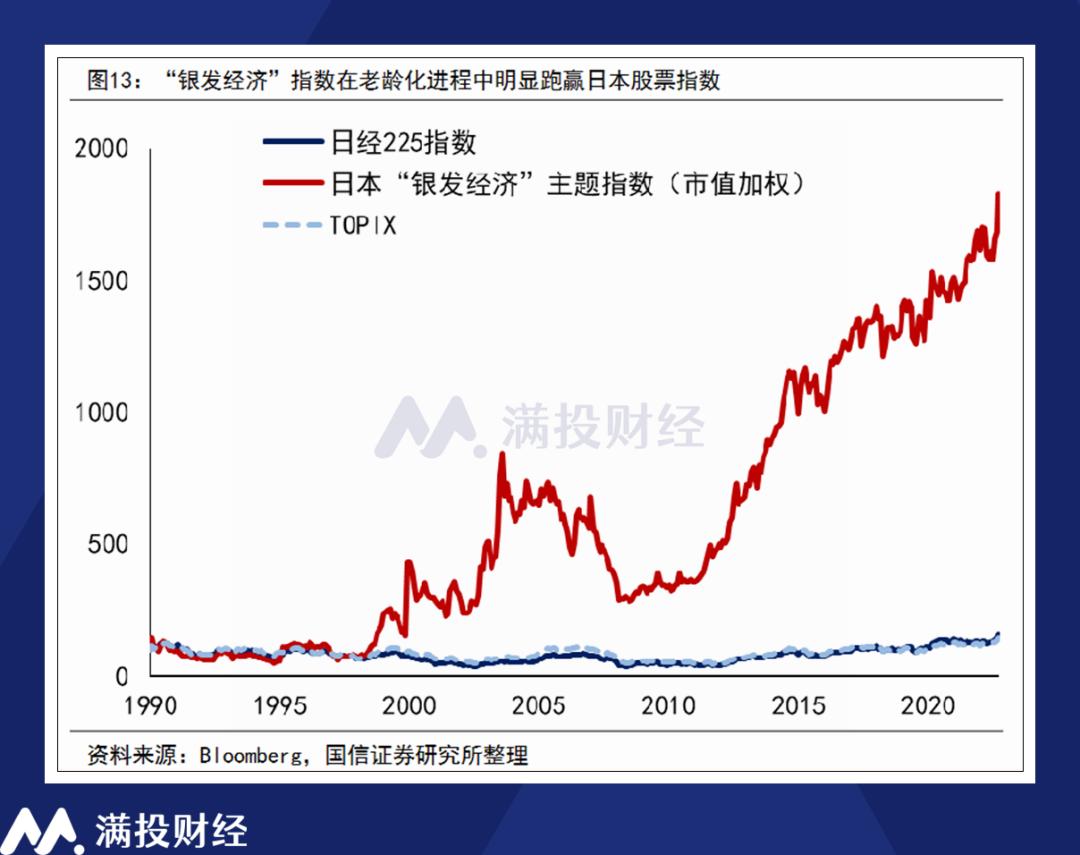 图13：“银发经济”指数在老龄化进程中明显跑赢日本股票指数
日经225指数
日本“银发经济”主题指数（市值加权）
TOPIX
2000
1500
1000
500
0
满投财经
1990 1995 2000 2005 2010 2015 2020
资料来源：Bloomberg，国信证券研究所整理
满投财经